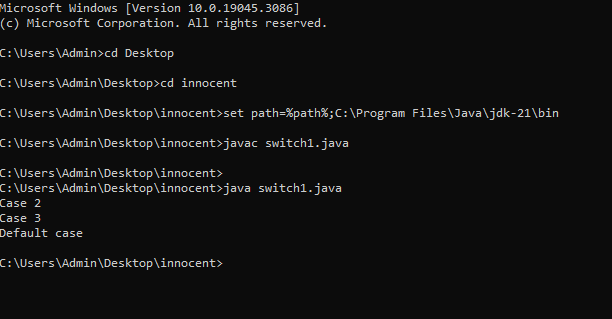 Microsoft Windows [Version 10.0.19045.3086]
(c) Microsoft Corporation. All rights reserved.
C:\Users\Admin>cd Desktop
C:\Users\Admin\Desktop>cd innocent
C:\Users\Admin\Desktop\innocent>set path=%path%;C:\Program Files\Java\jdk-21\bin
C:\Users\Admin\Desktop\innocent>javac switch1.java
C:\Users\Admin\Desktop\innocent>
C:\Users\Admin\Desktop\innocent>java switch1.java
Case 2
Case 3
Default case
C:\Users\Admin\Desktop\innocent>